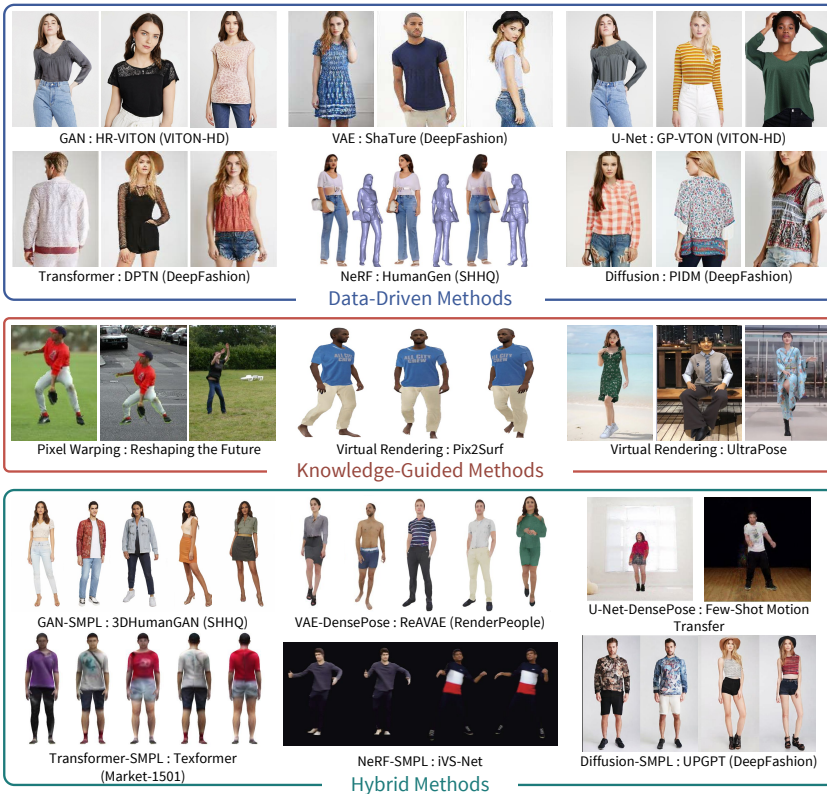 GAN : HR-VITON (VITON-HD)
VAE : ShaTure (DeepFashion)
U-Net : GP-VTON (VITON-HD)
Transformer : DPTN (DeepFashion)
NeRF : HumanGen (SHHQ)
Diffusion : PIDM (DeepFashion)
Data-Driven Methods
ALL CITY
CREW
Pixel Warping : Reshaping the Future
Virtual Rendering : Pix2Surf
Virtual Rendering : UltraPose
Knowledge-Guided Methods
GAN-SMPL : 3DHumanGAN (SHHQ)
VAE-DensePose : ReAVAE (RenderPeople)
U-Net-DensePose : Few-Shot Motion
Transfer
Transformer-SMPL : Texformer
(Market-1501)
NeRF-SMPL : iVS-Net
Diffusion-SMPL : UPGPT (DeepFashion)
Hybrid Methods